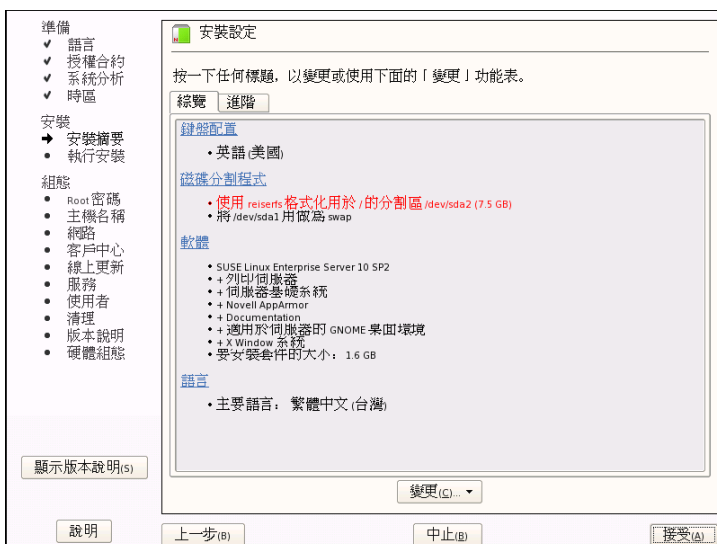 準備
語言
授權合約
系統分析
時區
安裝
安裝摘要
執行安裝
組態
Root 密碼
主機名稱
網路
客戶中心
線上更新
服務
使用者
清理
版本說明
硬體組態
顯示版本說明(S)
說明
安裝設定
按一下任何標題，以變更或使用下面的「變更」功能表。
綜覽 進階
鍵盤配置
• 英語 (美國)
磁碟分割程式
• 使用 reiserfs 格式化用於 / 的分割區 /dev/sda2 (7.5 GB)
• 將 /dev/sda1 用做為 swap
軟體
• SUSE Linux Enterprise Server 10 SP2
• + 列印伺服器
• + 伺服器基礎系統
• + Novell AppArmor
• + Documentation
• + 適用於伺服器的 GNOME 桌面環境
• + X Window 系統
• 要安裝套件的大小： 1.6 GB
語言
• 主要語言： 繁體中文 (台灣)
變更(C)...
上一步(B) 中止(B) 接受(A)